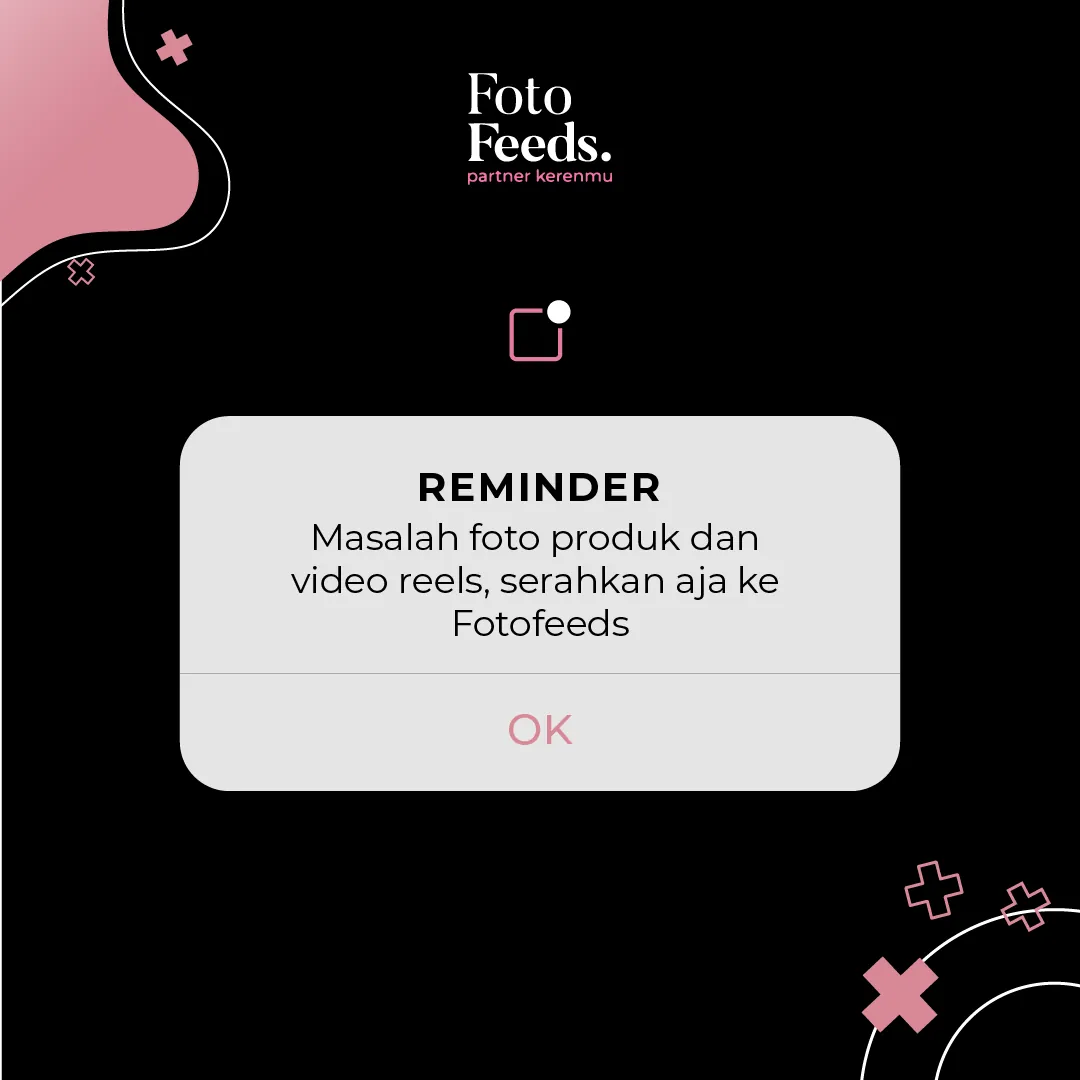 Foto
Feeds.
partner kerenmu
REMINDER
Masalah foto produk dan
video reels, serahkan aja ke
Fotofeeds
OK